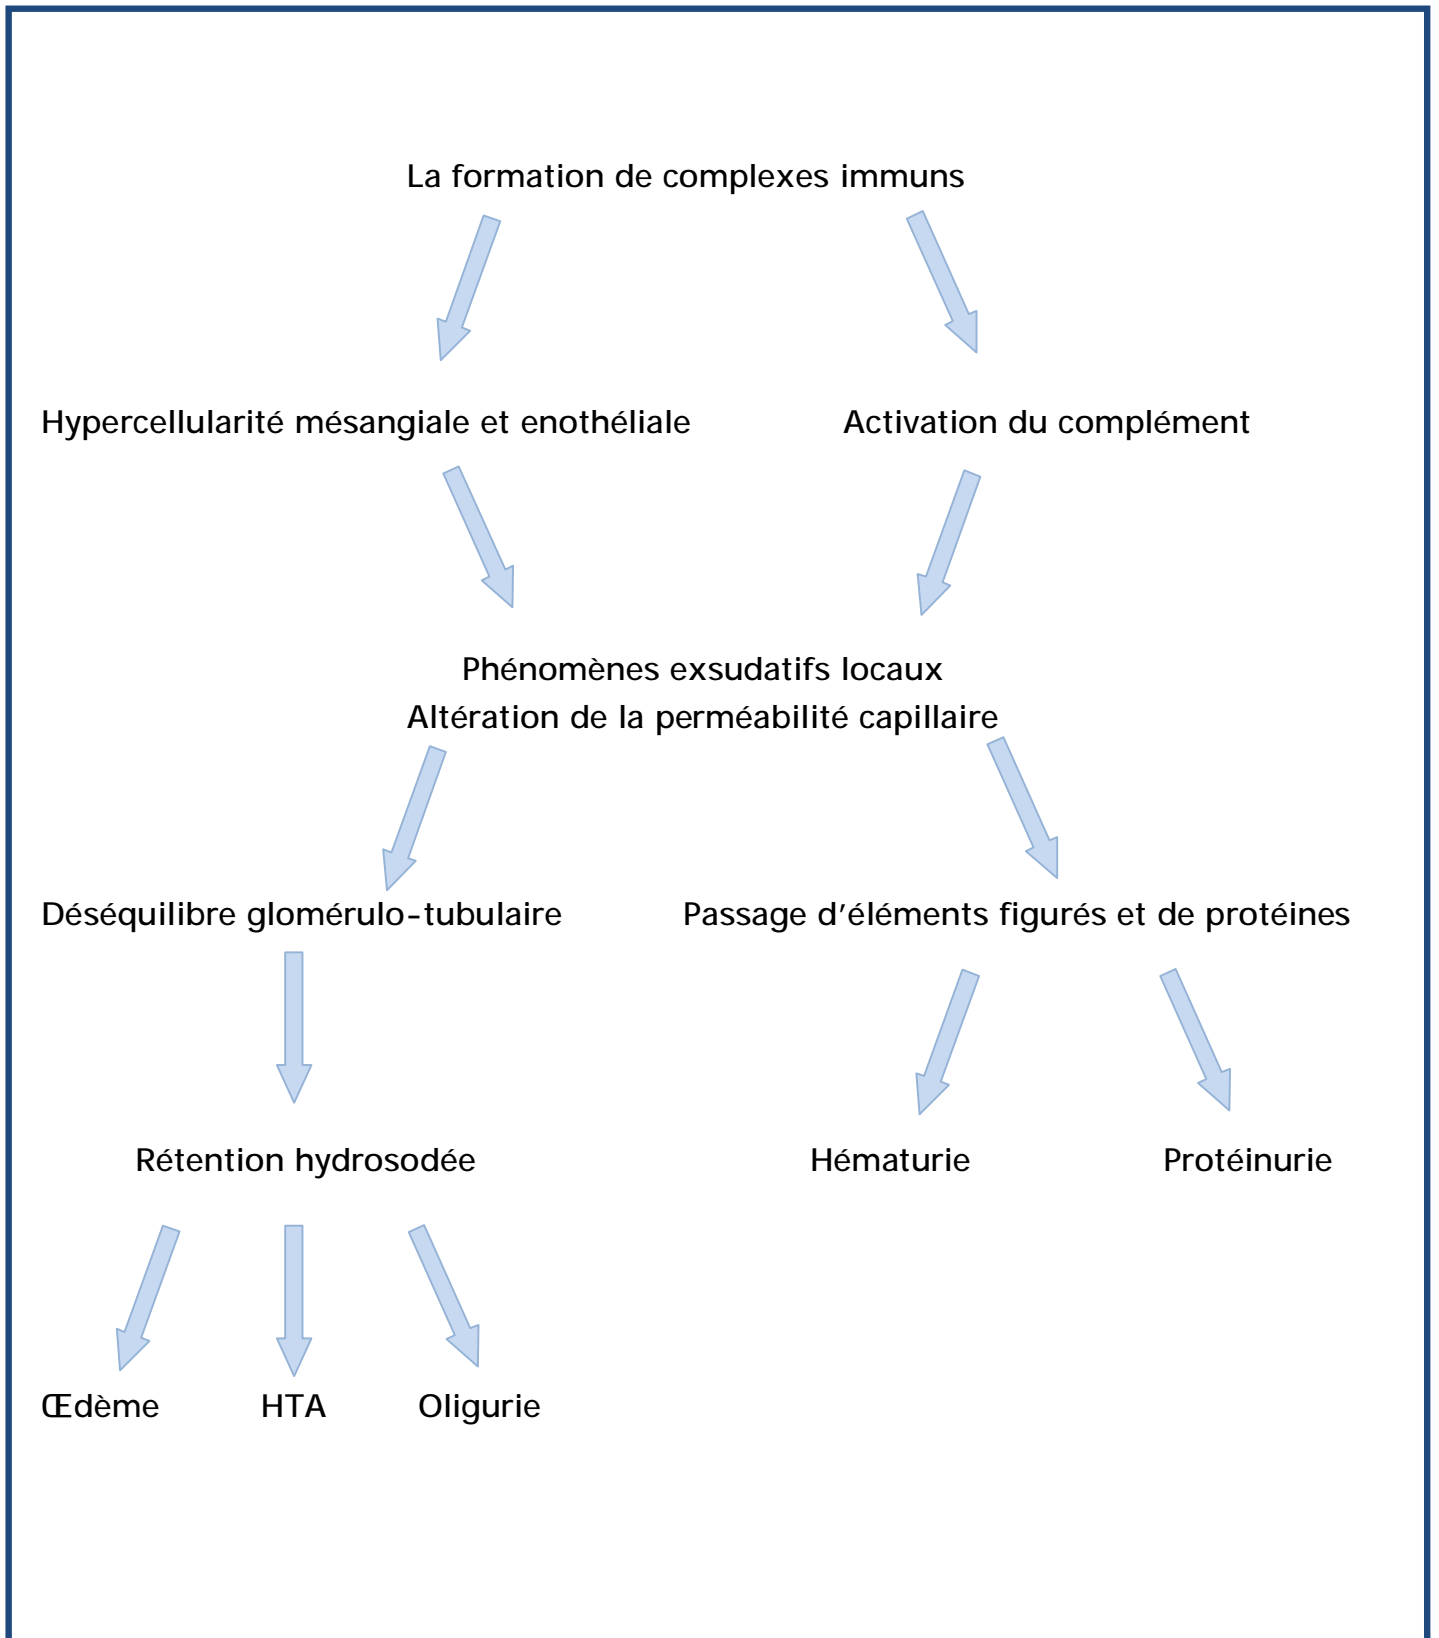 La formation de complexes immuns
Hypercellularité mésangiale et enothéliale
Activation du complément
Phénomènes exsudatifs locaux
Altération de la perméabilité capillaire
Déséquilibre glomérulo-tubulaire
Passage d’éléments figurés et de protéines
Rétention hydrosodée
Hématurie
Protéinurie
Œdème
HTA
Oligurie